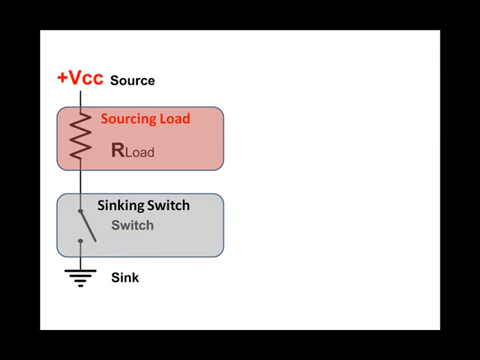 +Vcc Source
Sourcing Load
RLoad
Sinking Switch
Switch
Sink